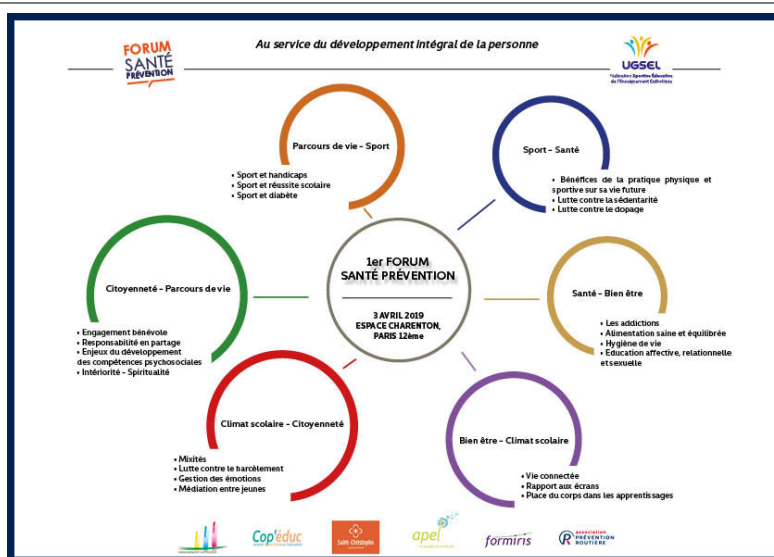 FORUM
SANTÉ
PRÉVENTION
Au service du développement intégral de la personne
UGSEL
Fédération Sportive Éducative
de l'Enseignement Catholique
Parcours de vie - Sport
• Sport et handicaps
• Sport et réussite scolaire
• Sport et diabète
Sport - Santé
• Bénéfices de la pratique physique et
sportive sur sa vie future
• Lutte contre la sédentarité
• Lutte contre le dopage
1er FORUM
SANTÉ PRÉVENTION
3 AVRIL 2019
ESPACE CHARENTON,
PARIS 12ème
Citoyenneté - Parcours de vie
• Engagement bénévole
• Responsabilité en partage
• Enjeux du développement
des compétences psychosociales
• Intériorité - Spiritualité
Santé - Bien être
• Les addictions
• Alimentation saine et équilibrée
• Hygiène de vie
• Education affective, relationnelle
et sexuelle
Climat scolaire - Citoyenneté
• Mixités
• Lutte contre le harcèlement
• Gestion des émotions
• Médiation entre jeunes
Bien être - Climat scolaire
• Vie connectée
• Rapport aux écrans
• Place du corps dans les apprentissages
Cop'éduc
Saint-Christophe
apel
formiris
association
PRÉVENTION
ROUTIÈRE